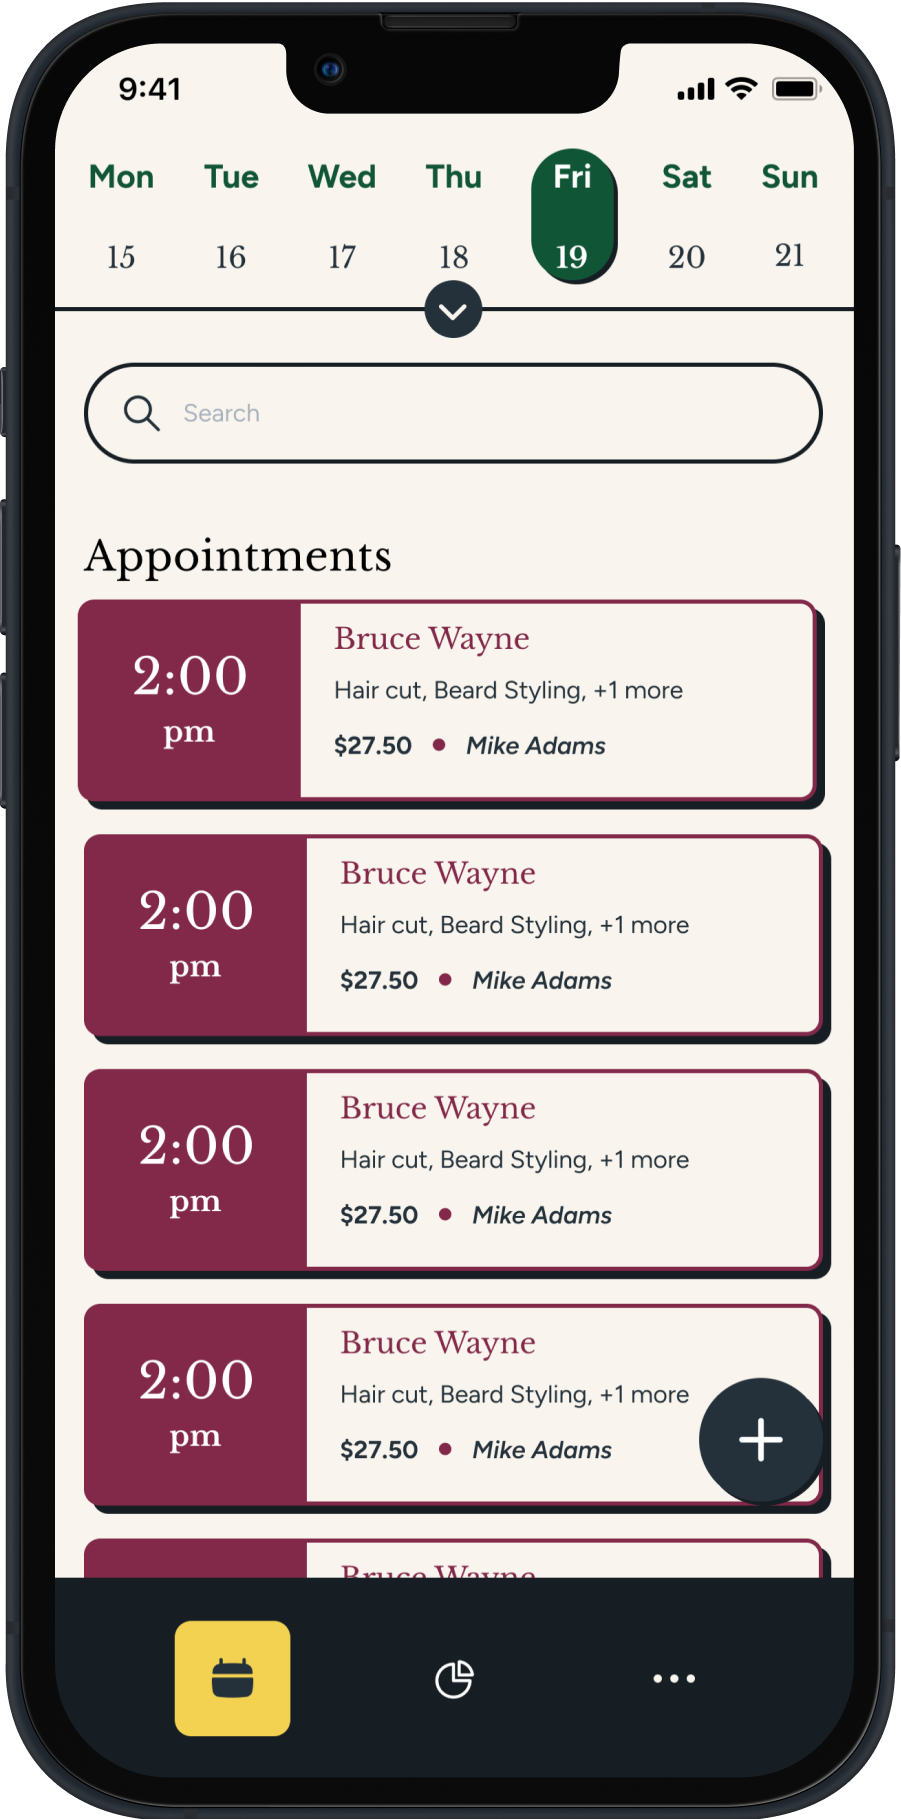 9:41
Mon Tue Wed Thu Fri Sat Sun
15 16 17 18 19 20 21
Search
Appointments
2:00
pm
Bruce Wayne
Hair cut, Beard Styling, +1 more
$27.50 • Mike Adams
2:00
pm
Bruce Wayne
Hair cut, Beard Styling, +1 more
$27.50 • Mike Adams
2:00
pm
Bruce Wayne
Hair cut, Beard Styling, +1 more
$27.50 • Mike Adams
2:00
pm
Bruce Wayne
Hair cut, Beard Styling, +1 more
$27.50 • Mike Adams
Bruce Wayne